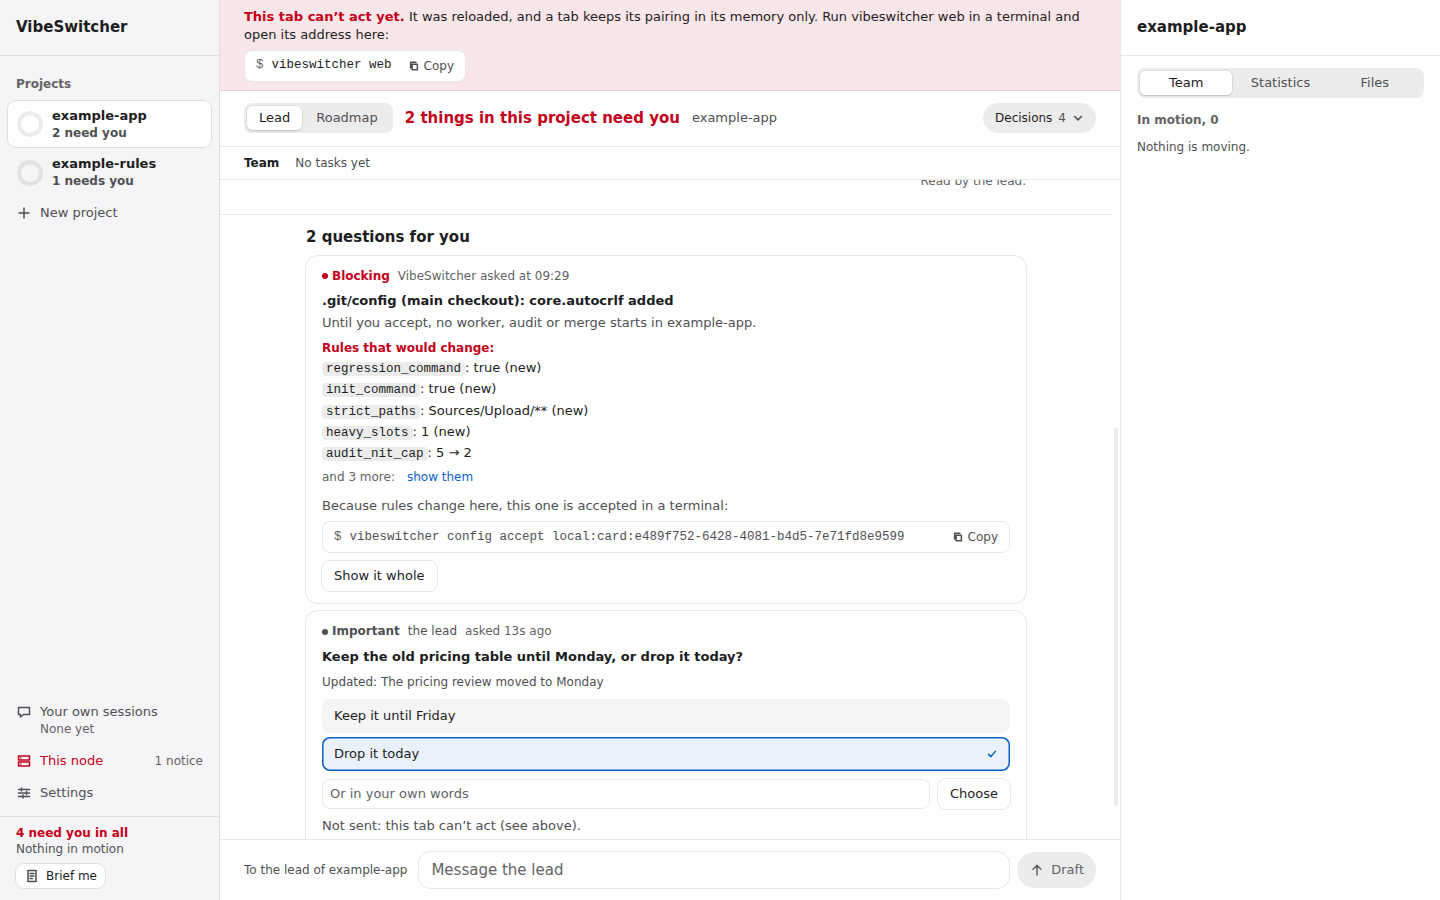 VibeSwitcher
Projects
example-app
2 need you
example-rules
1 needs you
New project
Your own sessions
None yet
This node
1 notice
Settings
4 need you in all
Nothing in motion
Brief me
This tab can’t act yet. It was reloaded, and a tab keeps its pairing in its memory only. Run vibeswitcher web in a terminal and
open its address here:
$ vibeswitcher web
Copy
Lead
Roadmap
2 things in this project need you
example-app
Decisions 4
Team
No tasks yet
Read by the lead.
2 questions for you
Blocking VibeSwitcher asked at 09:29
.git/config (main checkout): core.autocrlf added
Until you accept, no worker, audit or merge starts in example-app.
Rules that would change:
regression_command: true (new)
init_command: true (new)
strict_paths: Sources/Upload/** (new)
heavy_slots: 1 (new)
audit_nit_cap: 5 → 2
and 3 more: show them
Because rules change here, this one is accepted in a terminal:
$ vibeswitcher config accept local:card:e489f752-6428-4081-b4d5-7e71fd8e9599
Copy
Show it whole
Important the lead asked 13s ago
Keep the old pricing table until Monday, or drop it today?
Updated: The pricing review moved to Monday
Keep it until Friday
Drop it today
Or in your own words
Choose
Not sent: this tab can’t act (see above).
To the lead of example-app
Message the lead
Draft
example-app
Team
Statistics
Files
In motion, 0
Nothing is moving.